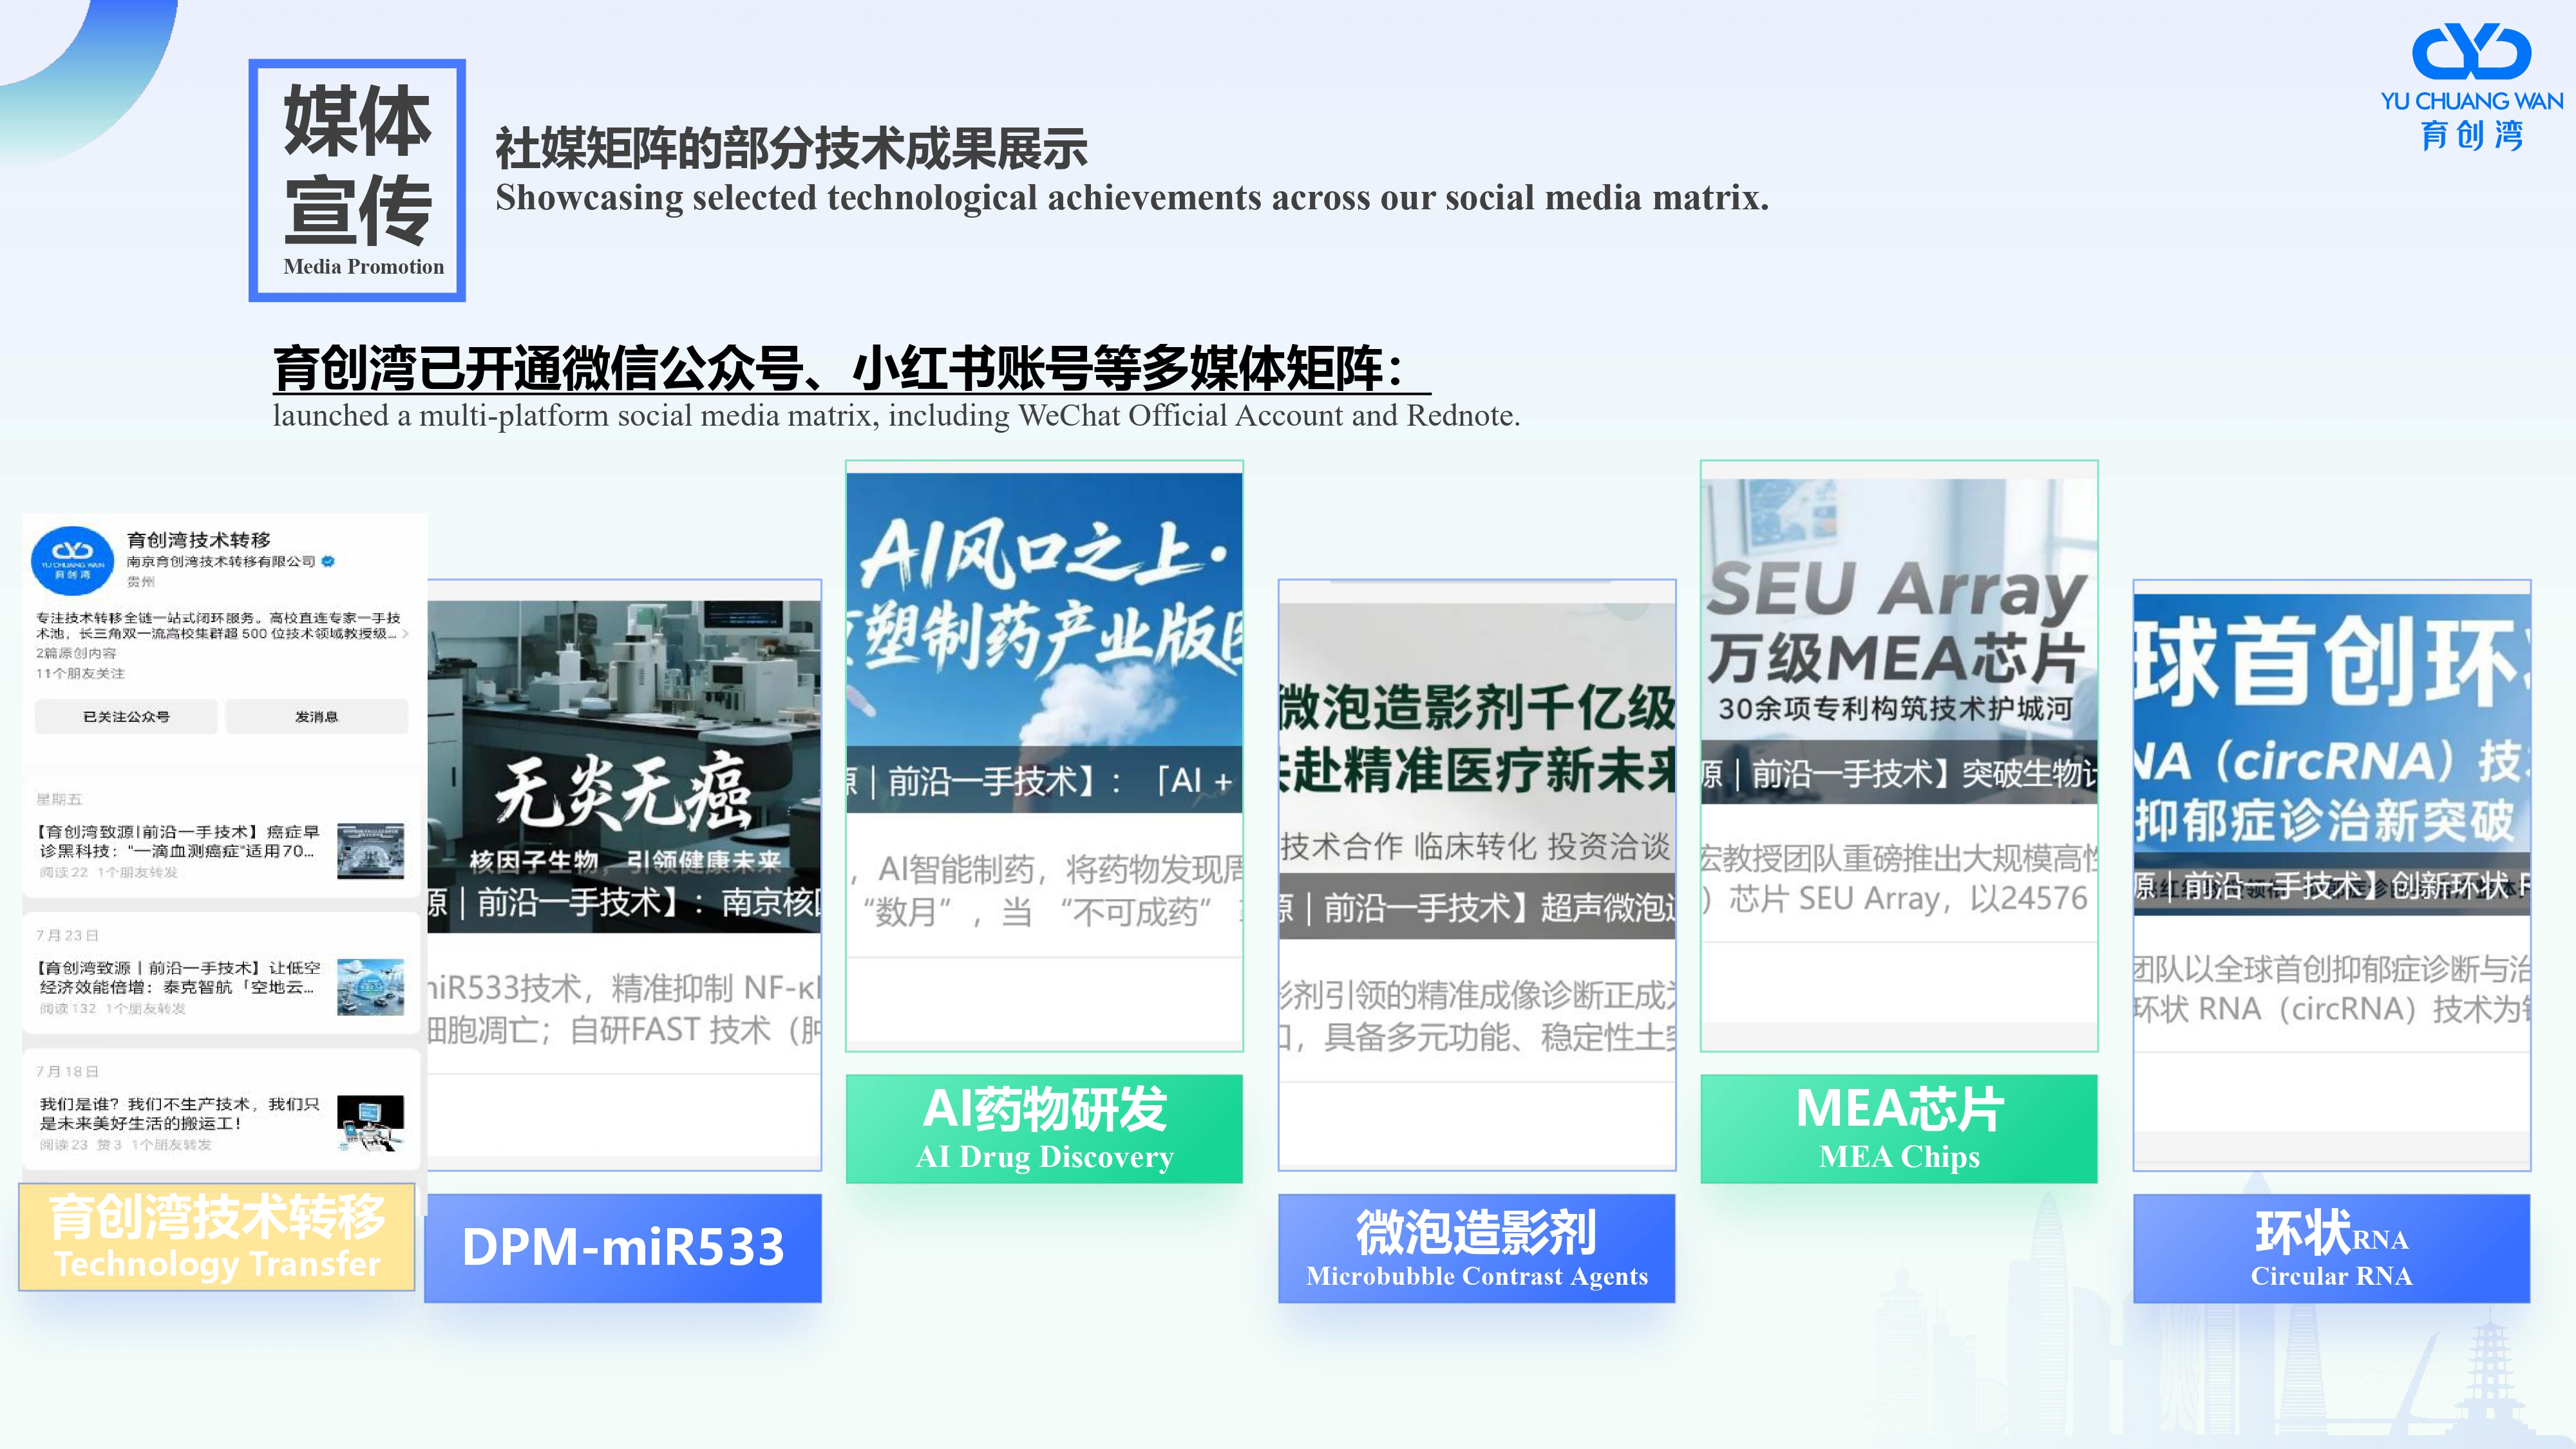 媒体
宣传
Media Promotion
社媒矩阵的部分技术成果展示
Showcasing selected technological achievements across our social media matrix.
YU CHUANG WAN
育创湾
育创湾已开通微信公众号、小红书账号等多媒体矩阵：
launched a multi-platform social media matrix, including WeChat Official Account and Rednote.
YU CHUANG WAN
育创湾
育创湾技术转移
南京育创湾技术转移有限公司
贵州
专注技术转移全链一站式闭环服务。高校直连专家一手技
术池，长三角双一流高校集群超 500 位技术领域教授级...
2篇原创内容
11个朋友关注
已关注公众号
发消息
星期五
【育创湾致源|前沿一手技术】癌症早
诊黑科技："一滴血测癌症"适用70...
阅读 22 1个朋友转发
7月23日
【育创湾致源｜前沿一手技术】让低空
经济效能倍增：泰克智航「空地云...
阅读 132 1个朋友转发
7月18日
我们是谁？我们不生产技术，我们只
是未来美好生活的搬运工！
阅读 23 赞 3 1个朋友转发
育创湾技术转移
Technology Transfer
无炎无癌
核因子生物，引领健康未来
源｜前沿一手技术】：南京核
miR533技术，精准抑制 NF-κ
细胞凋亡；自研FAST 技术（肿
DPM-miR533
AI风口之上·
塑制药产业版图
｜前沿一手技术】：「AI +
，AI智能制药，将药物发现周
“数月”，当 “不可成药”
AI药物研发
AI Drug Discovery
微泡造影剂千亿级
赴精准医疗新未来
技术合作 临床转化 投资洽谈
源｜前沿一手技术】超声微泡造
影剂引领的精准成像诊断正成为
，具备多元功能、稳定性
微泡造影剂
Microbubble Contrast Agents
SEU Array
万级MEA芯片
30余项专利构筑技术护城河
源｜前沿一手技术】突破生物计
宏教授团队重磅推出大规模高性
）芯片 SEU Array，以24576
MEA芯片
MEA Chips
球首创环状
NA（circRNA）技
抑郁症诊治新突破
源｜前沿一手技术】创新环状
团队以全球首创抑郁症诊断与治
环状 RNA（circRNA）技术为
环状RNA
Circular RNA